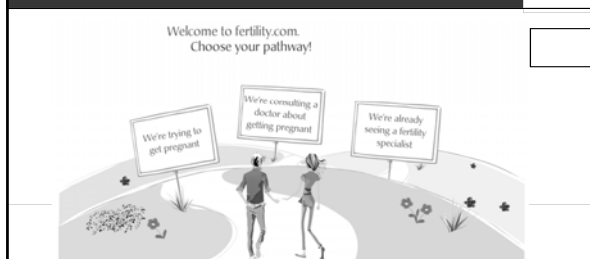 Welcome to fertility.com.
Choose your pathway!
We're consulting a
doctor about
getting pregnant
We're already
seeing a fertility
specialist
We're trying to
get pregnant